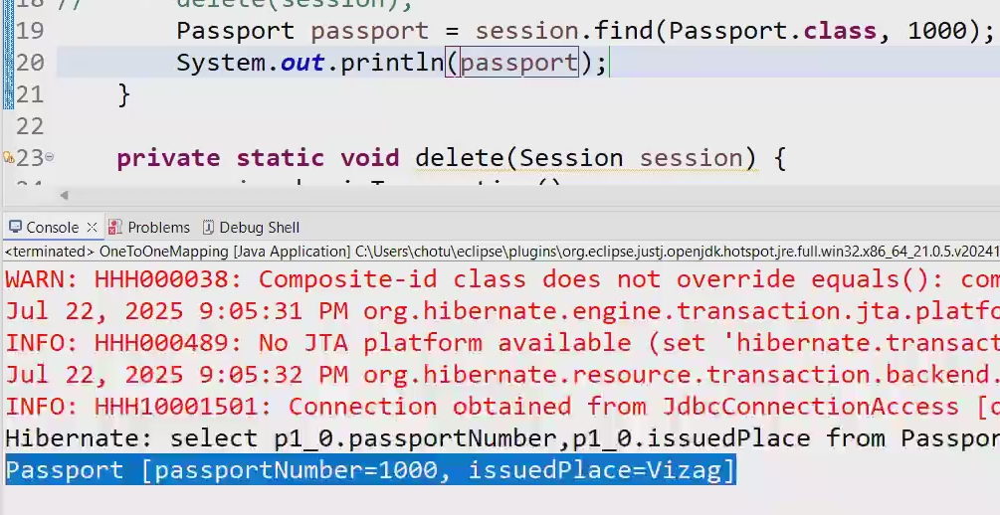 18 // delete(session);
19 Passport passport = session.find(Passport.class, 1000);
20 System.out.println(passport);
21 }
22
23 private static void delete(Session session) {
Console Problems Debug Shell
<terminated> OneToOneMapping [Java Application] C:\Users\chotu\eclipse\plugins\org.eclipse.justj.openjdk.hotspot.jre.full.win32.x86_64_21.0.5.v20241
WARN: HHH000038: Composite-id class does not override equals(): com
Jul 22, 2025 9:05:31 PM org.hibernate.engine.transaction.jta.platfo
INFO: HHH000489: No JTA platform available (set 'hibernate.transact
Jul 22, 2025 9:05:32 PM org.hibernate.resource.transaction.backend.
INFO: HHH10001501: Connection obtained from JdbcConnectionAccess [o
Hibernate: select p1_0.passportNumber,p1_0.issuedPlace from Passpor
Passport [passportNumber=1000, issuedPlace=Vizag]